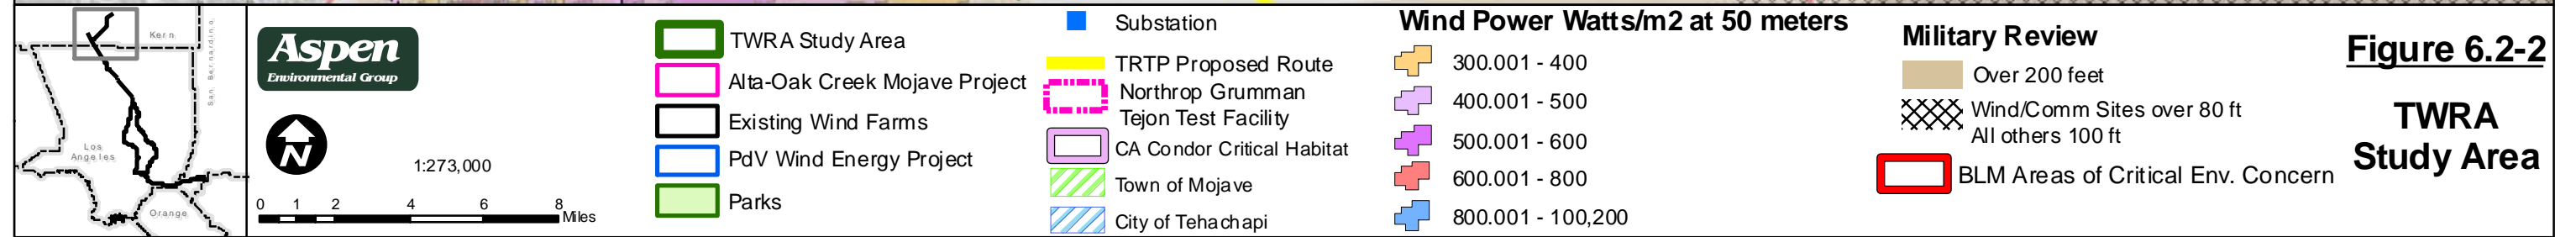 Kern
San Bernardino
Los
Angeles
Orange
Aspen
Environmental Group
N
1:273,000
0 1 2 4 6 8
Miles
TWRA Study Area
Alta-Oak Creek Mojave Project
Existing Wind Farms
PdV Wind Energy Project
Parks
Substation
TRTP Proposed Route
Northrop Grumman
Tejon Test Facility
CA Condor Critical Habitat
Town of Mojave
City of Tehachapi
Wind Power Watts/m2 at 50 meters
300.001 - 400
400.001 - 500
500.001 - 600
600.001 - 800
800.001 - 100,200
Military Review
Over 200 feet
Wind/Comm Sites over 80 ft
All others 100 ft
BLM Areas of Critical Env. Concern
Figure 6.2-2
TWRA
Study Area